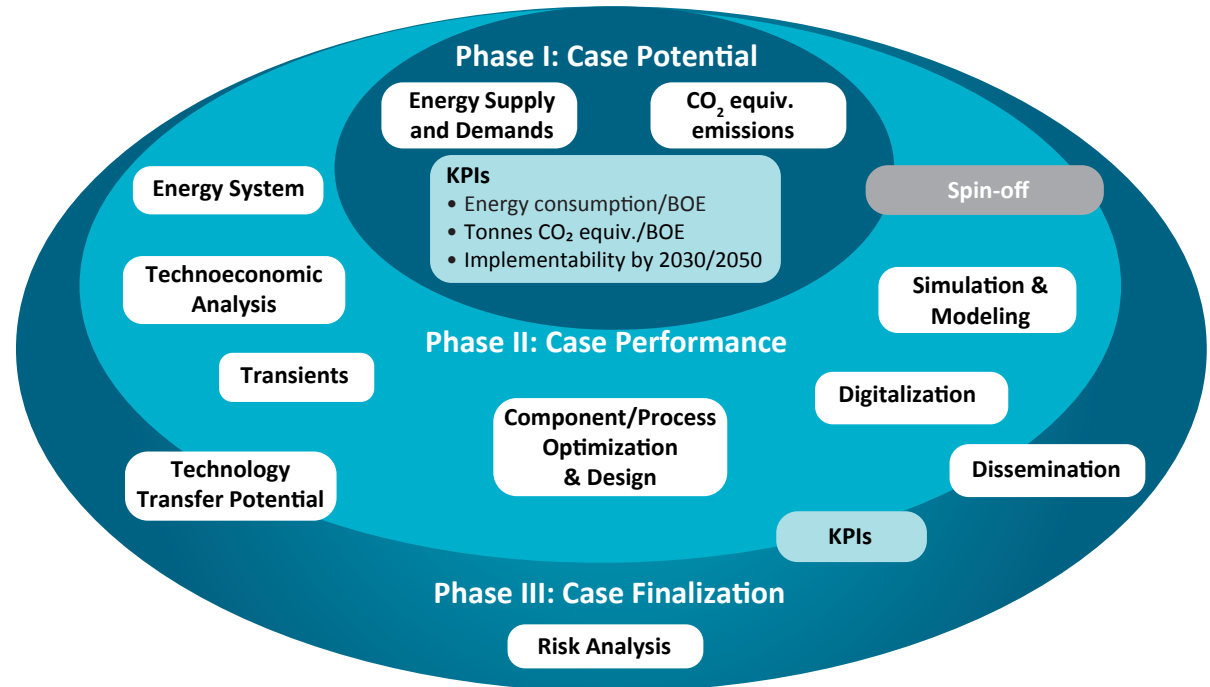 Phase I: Case Potential
Energy Supply
and Demands
CO₂ equiv.
emissions
KPIs
• Energy consumption/BOE
• Tonnes CO₂ equiv./BOE
• Implementability by 2030/2050
Energy System
Spin-off
Technoeconomic
Analysis
Simulation &
Modeling
Phase II: Case Performance
Transients
Digitalization
Component/Process
Optimization
& Design
Technology
Transfer Potential
Dissemination
KPIs
Phase III: Case Finalization
Risk Analysis